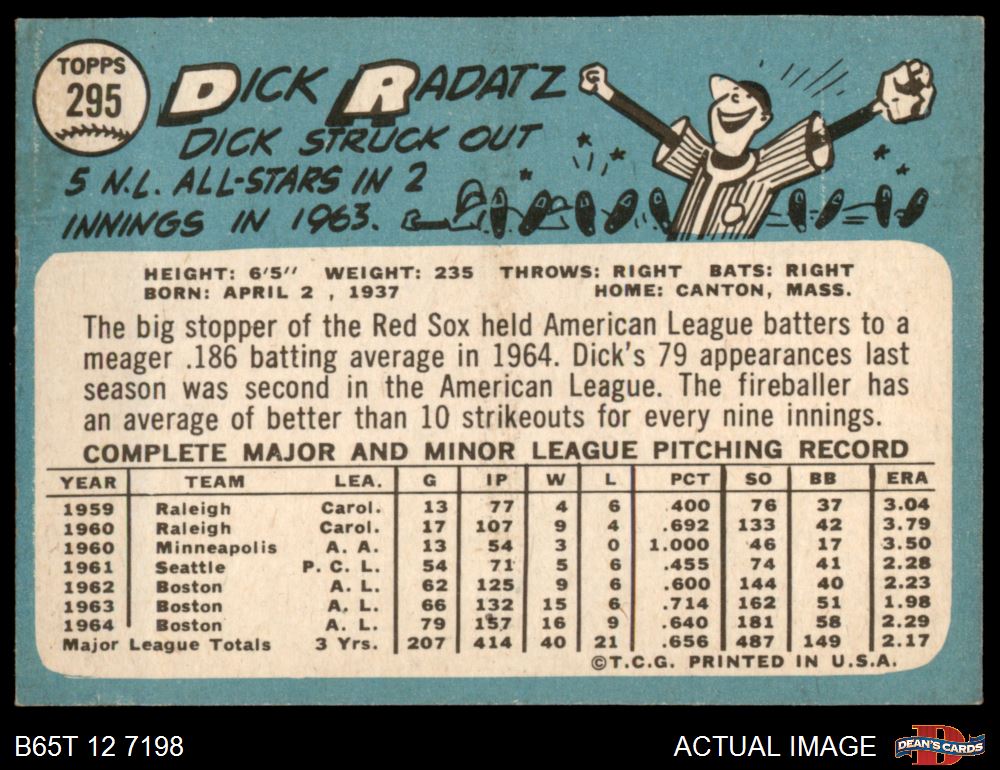 TOPPS
295
DICK RADATZ
DICK STRUCK OUT
5 N.L. ALL-STARS IN 2
INNINGS IN 1963.
HEIGHT: 6'5" WEIGHT: 235 THROWS: RIGHT BATS: RIGHT
BORN: APRIL 2 , 1937 HOME: CANTON, MASS.
The big stopper of the Red Sox held American League batters to a
meager .186 batting average in 1964. Dick's 79 appearances last
season was second in the American League. The fireballer has
an average of better than 10 strikeouts for every nine innings.
COMPLETE MAJOR AND MINOR LEAGUE PITCHING RECORD
YEAR TEAM LEA. G IP W L PCT SO BB ERA
1959 Raleigh Carol. 13 77 4 6 .400 76 37 3.04
1960 Raleigh Carol. 17 107 9 4 .692 133 42 3.79
1960 Minneapolis A. A. 13 54 3 0 1.000 46 17 3.50
1961 Seattle P. C. L. 54 71 5 6 .455 74 41 2.28
1962 Boston A. L. 62 125 9 6 .600 144 40 2.23
1963 Boston A. L. 66 132 15 6 .714 162 51 1.98
1964 Boston A. L. 79 157 16 9 .640 181 58 2.29
Major League Totals 3 Yrs. 207 414 40 21 .656 487 149 2.17
©T.C.G. PRINTED IN U.S.A.
B65T 12 7198
ACTUAL IMAGE
DEAN'S CARDS